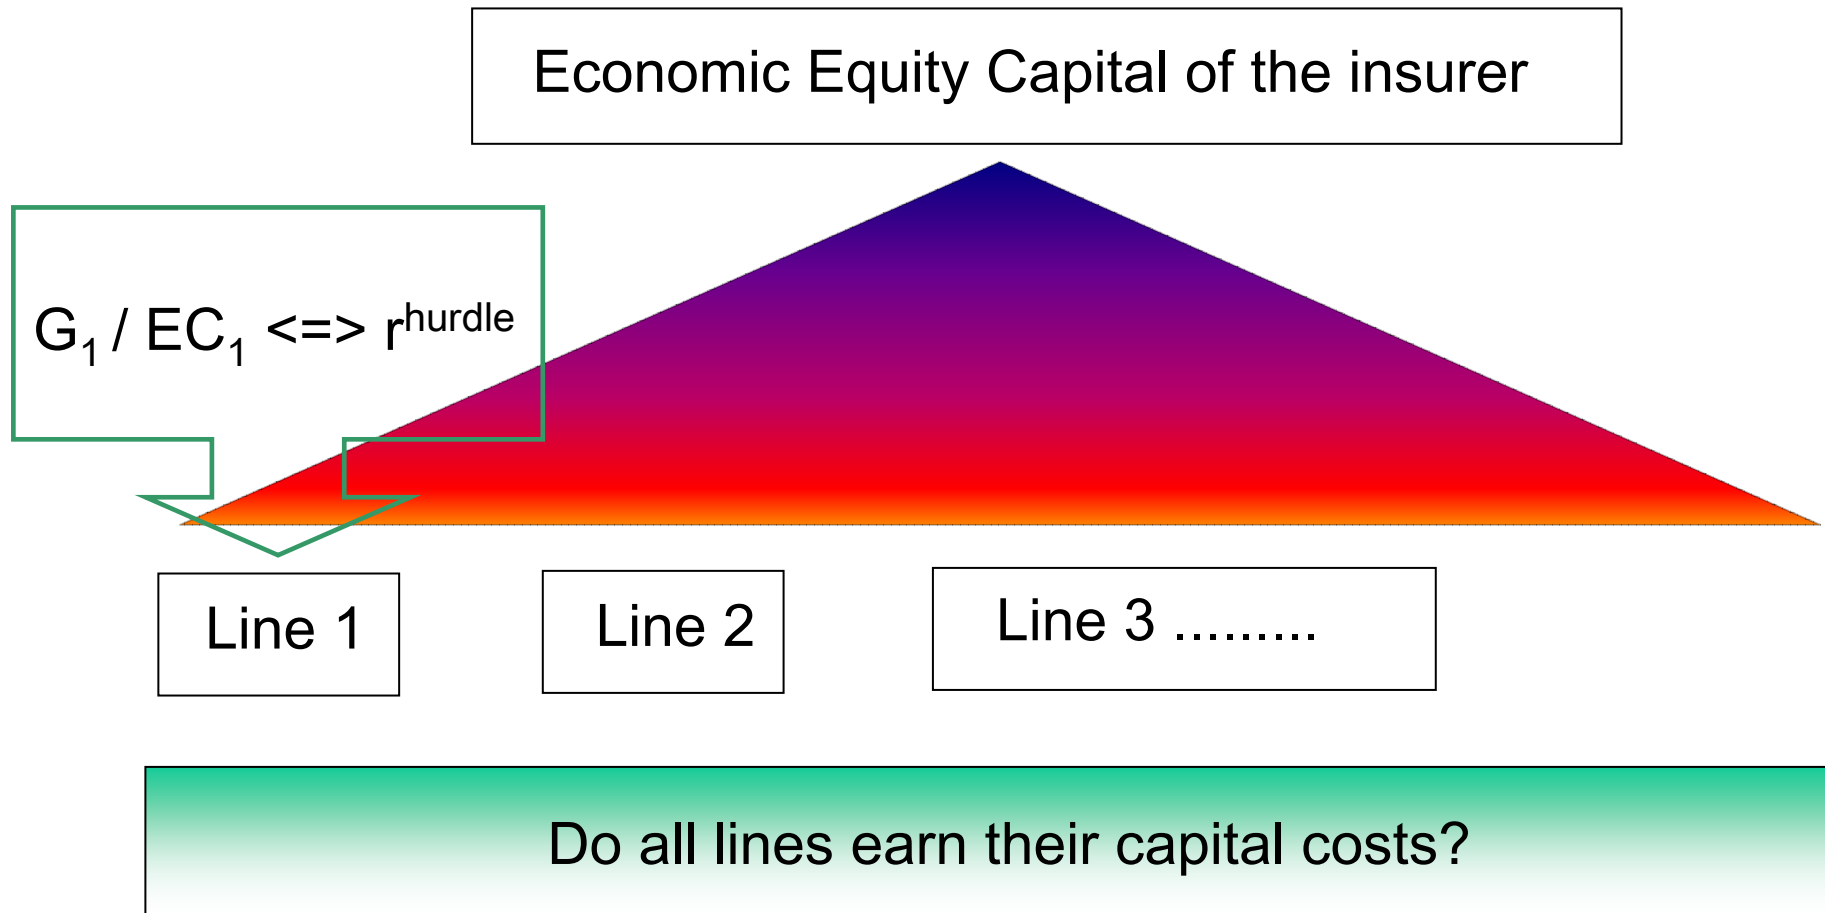 Economic Equity Capital of the insurer
G₁ / EC₁ <=> r^hurdle
Line 1
Line 2
Line 3 .........
Do all lines earn their capital costs?